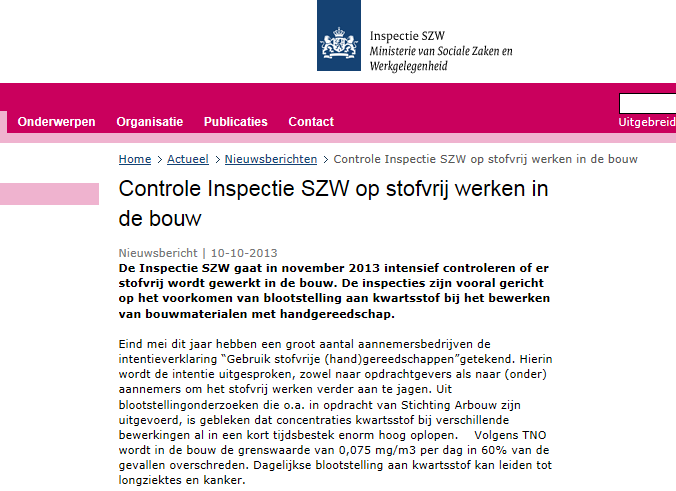 Inspectie SZW
Ministerie van Sociale Zaken en
Werkgelegenheid
Onderwerpen Organisatie Publicaties Contact
Uitgebreid
Home > Actueel > Nieuwsberichten > Controle Inspectie SZW op stofvrij werken in de bouw
Controle Inspectie SZW op stofvrij werken in
de bouw
Nieuwsbericht | 10-10-2013
De Inspectie SZW gaat in november 2013 intensief controleren of er
stofvrij wordt gewerkt in de bouw. De inspecties zijn vooral gericht
op het voorkomen van blootstelling aan kwartsstof bij het bewerken
van bouwmaterialen met handgereedschap.
Eind mei dit jaar hebben een groot aantal aannemersbedrijven de
intentieverklaring “Gebruik stofvrije (hand)gereedschappen”getekend. Hierin
wordt de intentie uitgesproken, zowel naar opdrachtgevers als naar (onder)
aannemers om het stofvrij werken verder aan te jagen. Uit
blootstellingonderzoeken die o.a. in opdracht van Stichting Arbouw zijn
uitgevoerd, is gebleken dat concentraties kwartsstof bij verschillende
bewerkingen al in een kort tijdsbestek enorm hoog oplopen. Volgens TNO
wordt in de bouw de grenswaarde van 0,075 mg/m3 per dag in 60% van de
gevallen overschreden. Dagelijkse blootstelling aan kwartsstof kan leiden tot
longziektes en kanker.